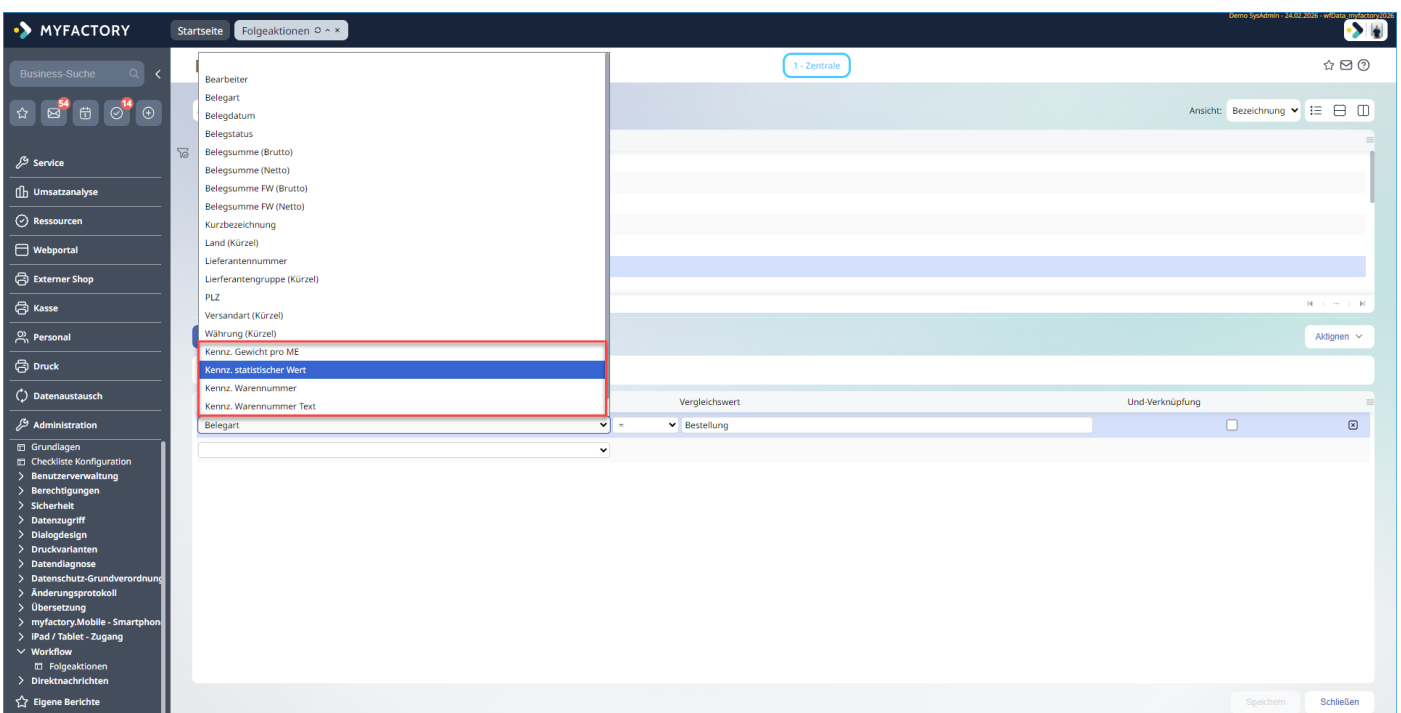 Demo SysAdmin - 24.02.2026 - wfData_myfactory2026
MYFACTORY
Startseite
Folgeaktionen
Business-Suche
1 - Zentrale
54
14
Ansicht: Bezeichnung
Service
Umsatzanalyse
Ressourcen
Webportal
Externer Shop
Kasse
Personal
Druck
Datenaustausch
Administration
Grundlagen
Checkliste Konfiguration
Benutzerverwaltung
Berechtigungen
Sicherheit
Datenzugriff
Dialogdesign
Druckvarianten
Datendiagnose
Datenschutz-Grundverordnung
Änderungsprotokoll
Übersetzung
myfactory.Mobile - Smartphon
iPad / Tablet - Zugang
Workflow
Folgeaktionen
Direktnachrichten
Eigene Berichte
Bearbeiter
Belegart
Belegdatum
Belegstatus
Belegsumme (Brutto)
Belegsumme (Netto)
Belegsumme FW (Brutto)
Belegsumme FW (Netto)
Kurzbezeichnung
Land (Kürzel)
Lieferantennummer
Lierferantengruppe (Kürzel)
PLZ
Versandart (Kürzel)
Währung (Kürzel)
Kennz. Gewicht pro ME
Kennz. statistischer Wert
Kennz. Warennummer
Kennz. Warennummer Text
Aktignen
Vergleichswert
Und-Verknüpfung
Belegart
=
Bestellung
Speichern
Schließen